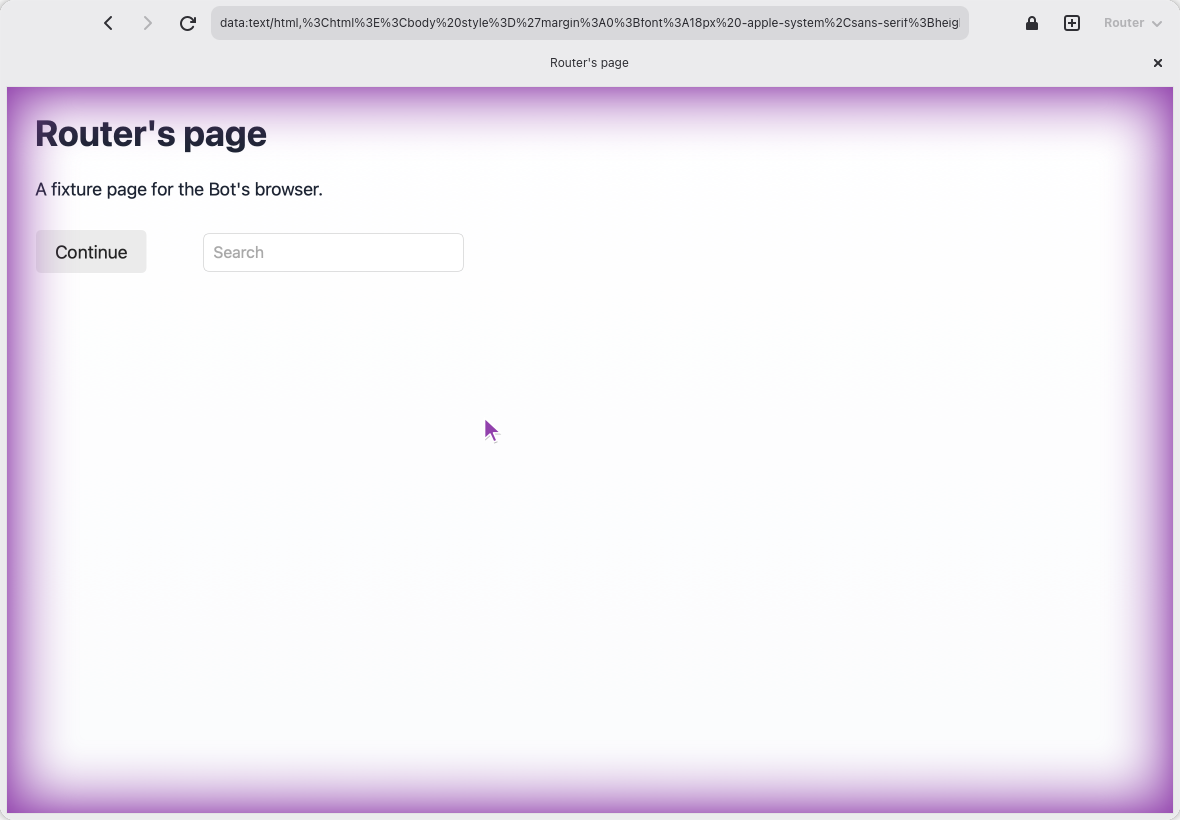 data:text/html,%3Chtml%3E%3Cbody%20style%3D%27margin%3A0%3Bfont%3A18px%20-apple-system%2Csans-serif%3Bheig
Router
Router's page
Router's page
A fixture page for the Bot's browser.
Continue
Search